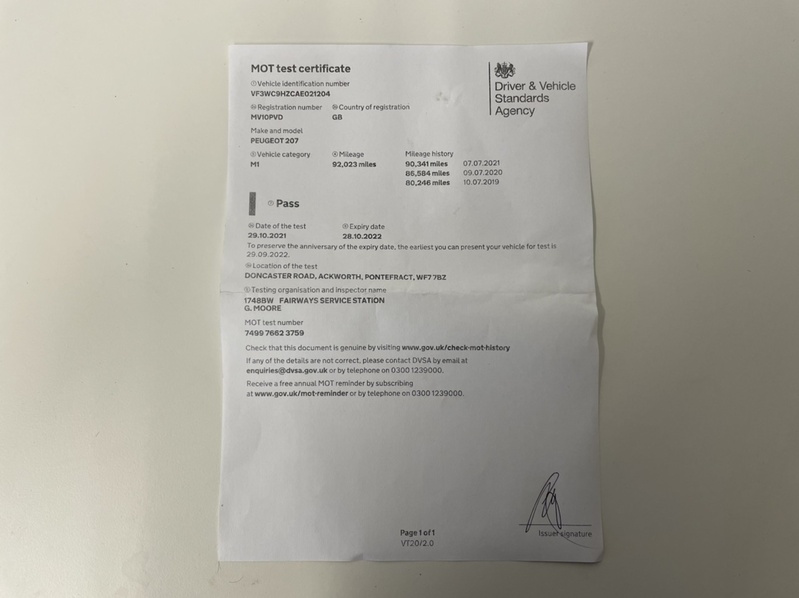 MOT test certificate
Vehicle identification number
VF3WC9HZCAE021204
Registration number Country of registration
MV10PVD GB
Make and model
PEUGEOT 207
Vehicle category Mileage Mileage history
M1 92,023 miles 90,341 miles 07.07.2021
86,584 miles 09.07.2020
80,246 miles 10.07.2019
Driver & Vehicle
Standards
Agency
Pass
Date of the test Expiry date
29.10.2021 28.10.2022
To preserve the anniversary of the expiry date, the earliest you can present your vehicle for test is
29.09.2022.
Location of the test
DONCASTER ROAD, ACKWORTH, PONTEFRACT, WF7 7BZ
Testing organisation and inspector name
1748BW FAIRWAYS SERVICE STATION
G. MOORE
MOT test number
7499 7662 3759
Check that this document is genuine by visiting www.gov.uk/check-mot-history
If any of the details are not correct, please contact DVSA by email at
enquiries@dvsa.gov.uk or by telephone on 0300 1239000.
Receive a free annual MOT reminder by subscribing
at www.gov.uk/mot-reminder or by telephone on 0300 1239000.
Issuer signature
Page 1 of 1
VT20/2.0